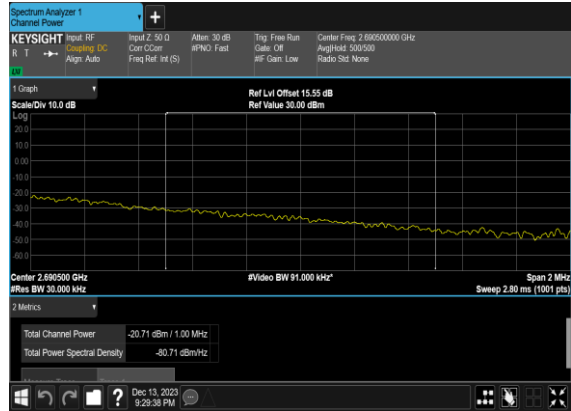 Spectrum Analyzer 1
Channel Power
KEYSIGHT
R T
Input: RF
Coupling: DC
Align: Auto
Input Z: 50 Ω
Corr CCorr
Freq Ref: Int (S)
Atten: 30 dB
#PNO: Fast
Trig: Free Run
Gate: Off
#IF Gain: Low
Center Freq: 2.690500000 GHz
Avg|Hold: 500/500
Radio Std: None
1 Graph
Scale/Div 10.0 dB
Ref Lvl Offset 15.55 dB
Ref Value 30.00 dBm
Log
20.0
10.0
0.00
-10.0
-20.0
-30.0
-40.0
-50.0
-60.0
Center 2.690500 GHz
#Video BW 91.000 kHz*
Span 2 MHz
#Res BW 30.000 kHz
Sweep 2.80 ms (1001 pts)
2 Metrics
Total Channel Power -20.71 dBm / 1.00 MHz
Total Power Spectral Density -80.71 dBm/Hz
?
Dec 13, 2023
9:29:38 PM